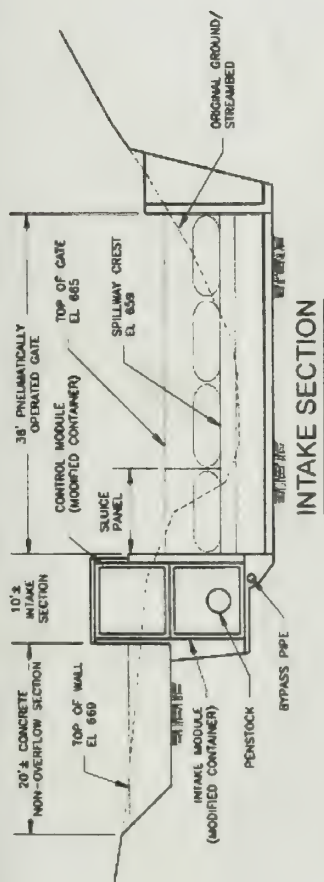 20'± CONCRETE
NON-OVERFLOW SECTION
10'±
INTAKE
SECTION
36' PNEUMATICALLY
OPERATED GATE
CONTROL MODULE
(MODIFIED CONTAINER)
TOP OF GATE
EL 665
SLUICE
PANEL
SPILLWAY CREST
EL 659
ORIGINAL GROUND/
STREAMBED
TOP OF WALL
EL 669
INTAKE MODULE
(MODIFIED CONTAINER)
PENSTOCK
BYPASS PIPE
INTAKE SECTION